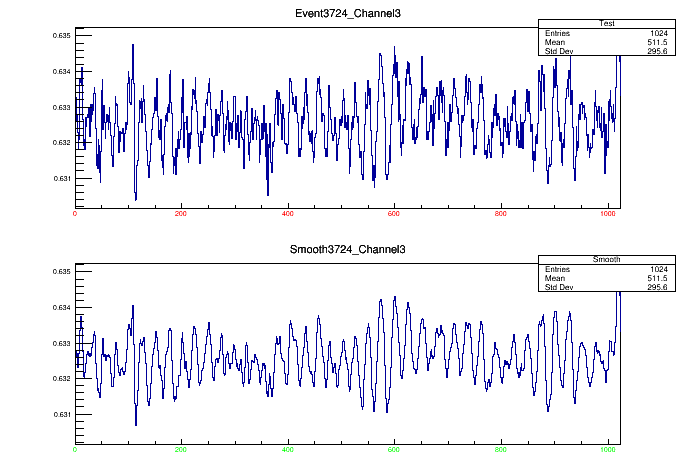 Event3724_Channel3
Test
Entries 1024
Mean 511.5
Std Dev 295.6
0.635
0.634
0.633
0.632
0.631
0 200 400 600 800 1000
Smooth3724_Channel3
Smooth
Entries 1024
Mean 511.5
Std Dev 295.6
0.635
0.634
0.633
0.632
0.631
0 200 400 600 800 1000